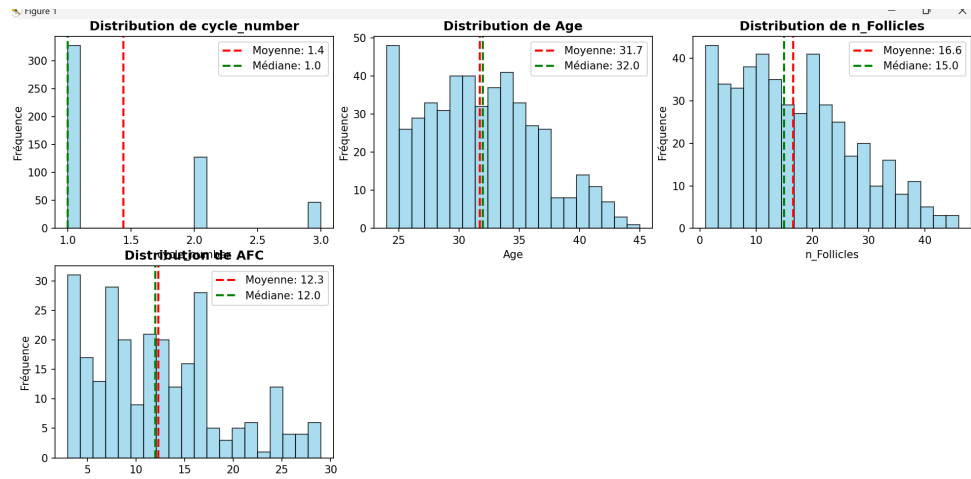 Figure 1
Distribution de cycle_number
Moyenne: 1.4
Médiane: 1.0
Fréquence
300
250
200
150
100
50
0
1.0 1.5 2.0 2.5 3.0
cycle_number
Distribution de Age
Moyenne: 31.7
Médiane: 32.0
Fréquence
50
40
30
20
10
0
25 30 35 40 45
Age
Distribution de n_Follicles
Moyenne: 16.6
Médiane: 15.0
Fréquence
40
30
20
10
0
0 10 20 30 40
n_Follicles
Distribution de AFC
Moyenne: 12.3
Médiane: 12.0
Fréquence
30
25
20
15
10
5
0
5 10 15 20 25 30